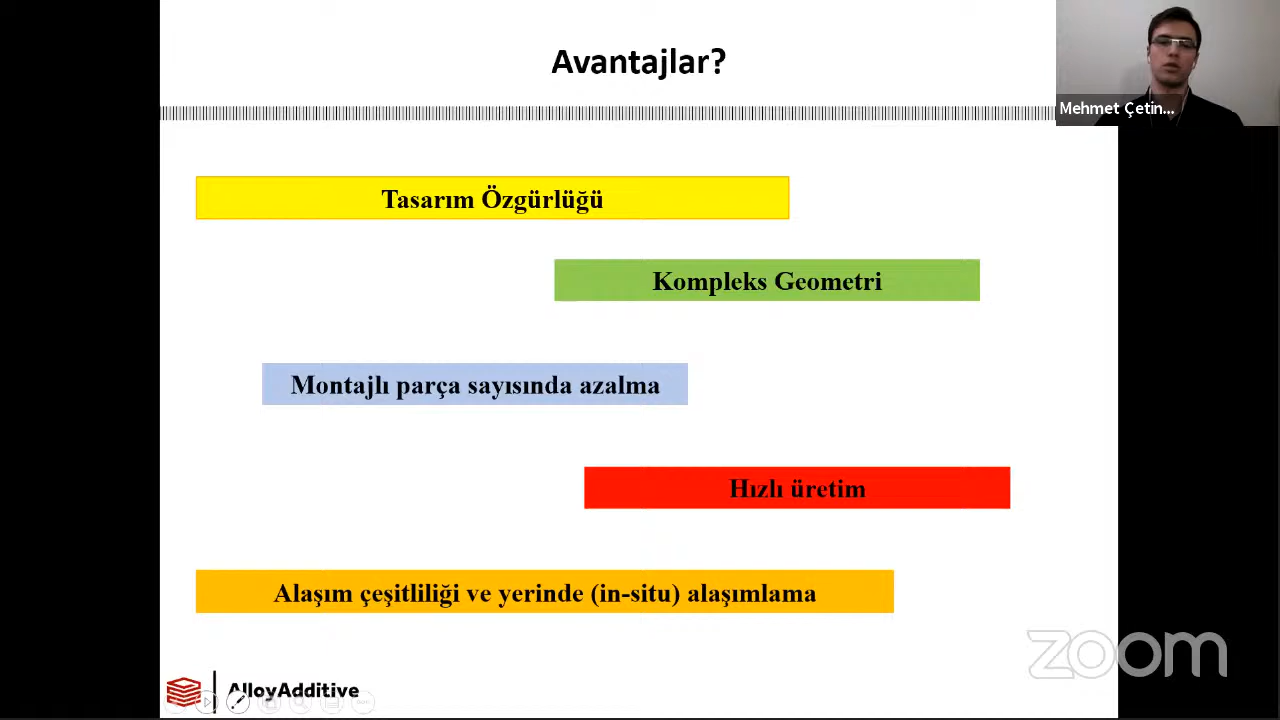 Avantajlar?
Mehmet Çetin...
Tasarım Özgürlüğü
Kompleks Geometri
Montajlı parça sayısında azalma
Hızlı üretim
Alaşım çeşitliliği ve yerinde (in-situ) alaşımlama
zoom
AlloyAdditive